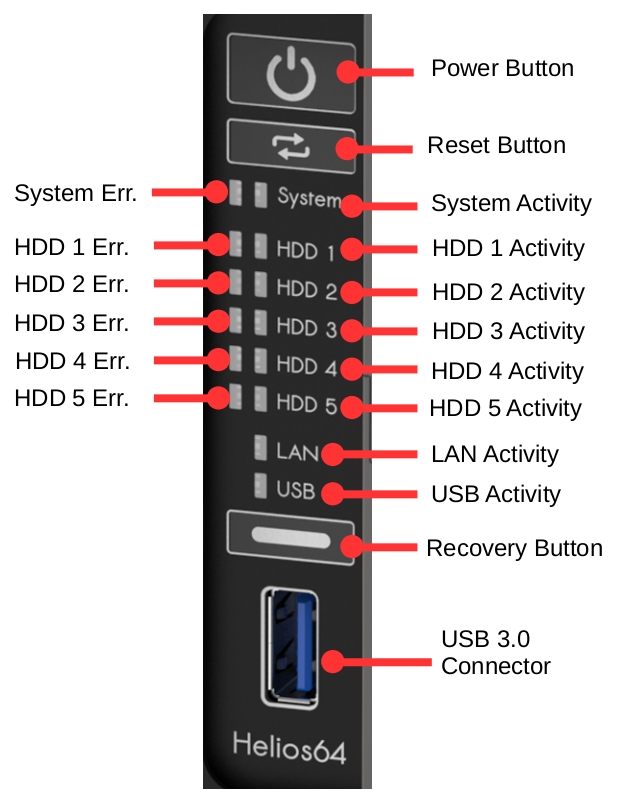 Power Button
Reset Button
System Err.
System
System Activity
HDD 1 Err.
HDD 1
HDD 1 Activity
HDD 2 Err.
HDD 2
HDD 2 Activity
HDD 3 Err.
HDD 3
HDD 3 Activity
HDD 4 Err.
HDD 4
HDD 4 Activity
HDD 5 Err.
HDD 5
HDD 5 Activity
LAN
LAN Activity
USB
USB Activity
Recovery Button
USB 3.0
Connector
Helios64